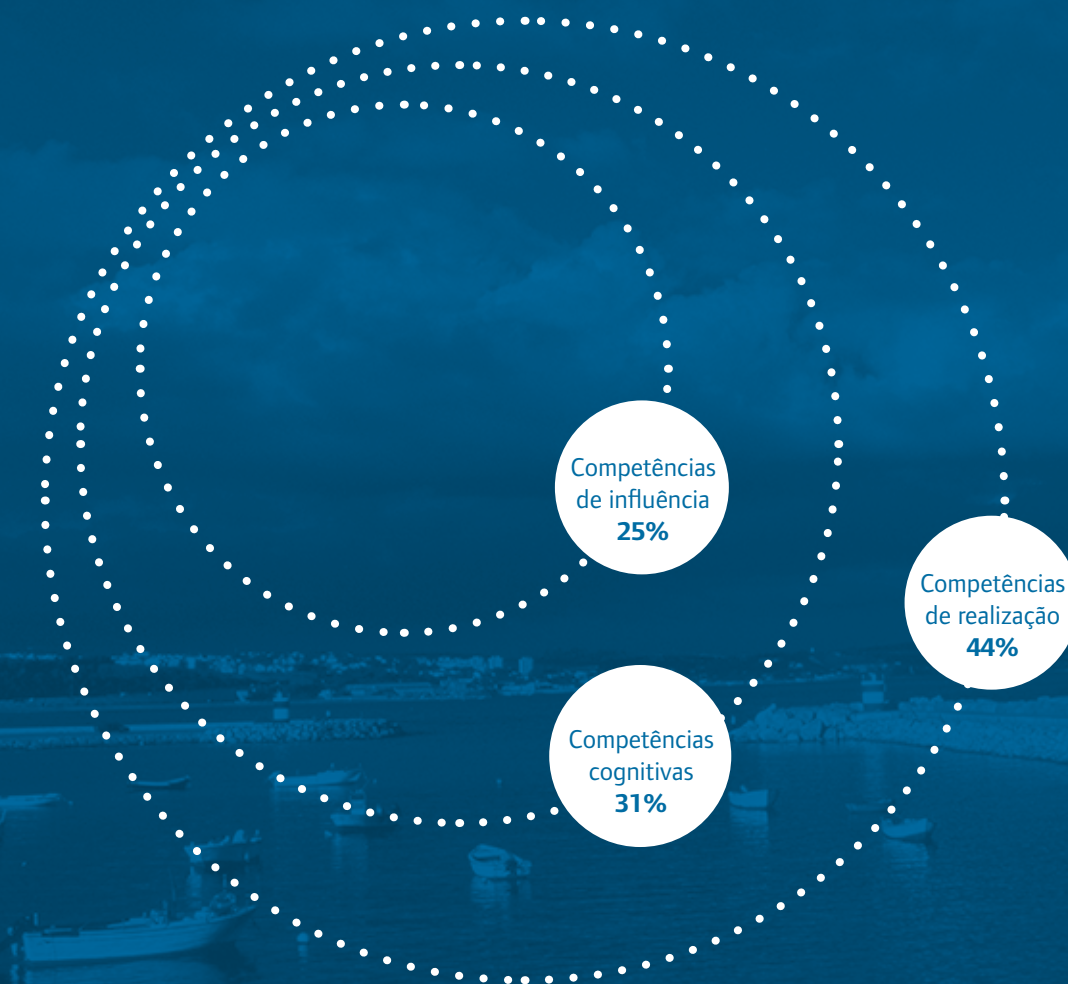 Competências
de influência
25%
Competências
de realização
44%
Competências
cognitivas
31%